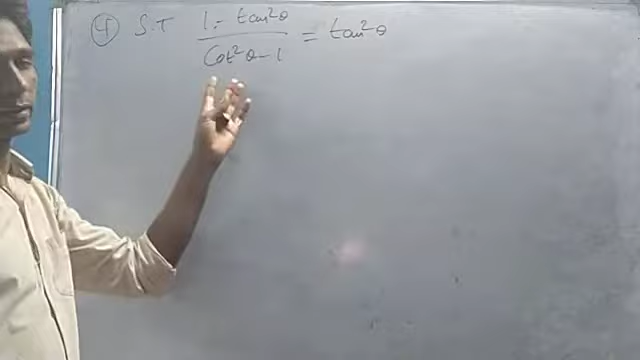 ④ S.T 1 - tan²θ / cot²θ - 1 = tan²θ